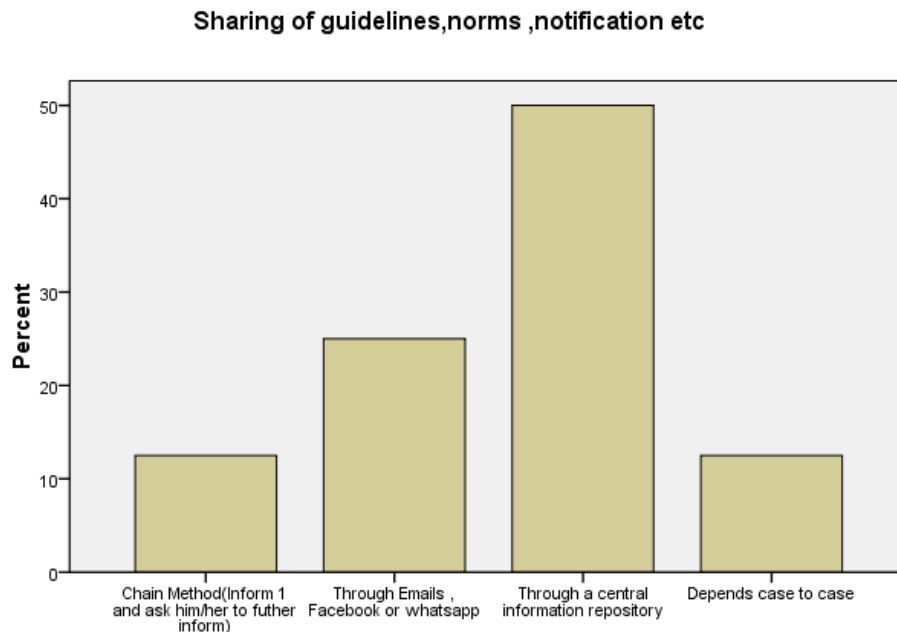 Sharing of guidelines,norms ,notification etc
50
40
30
20
10
0
Percent
Chain Method(Inform 1
and ask him/her to futher
inform)
Through Emails ,
Facebook or whatsapp
Through a central
information repository
Depends case to case